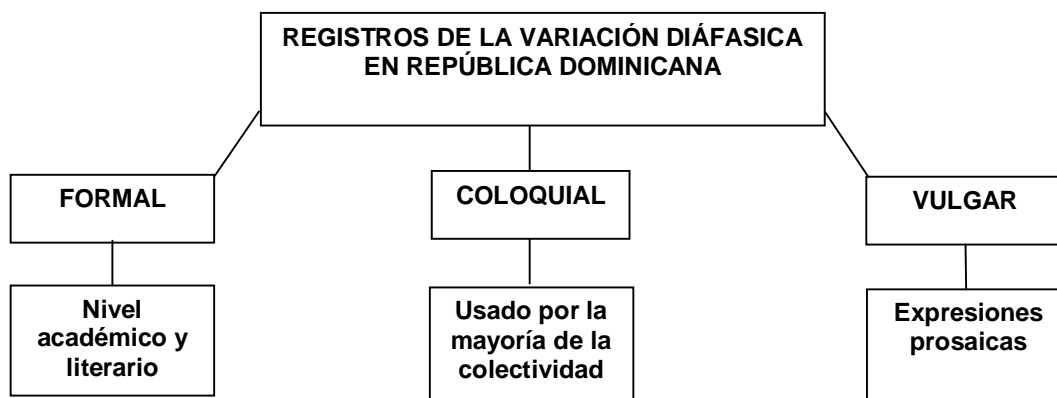 REGISTROS DE LA VARIACIÓN DIÁFASICA
EN REPÚBLICA DOMINICANA
FORMAL
COLOQUIAL
VULGAR
Nivel
académico y
literario
Usado por la
mayoría de la
colectividad
Expresiones
prosaicas